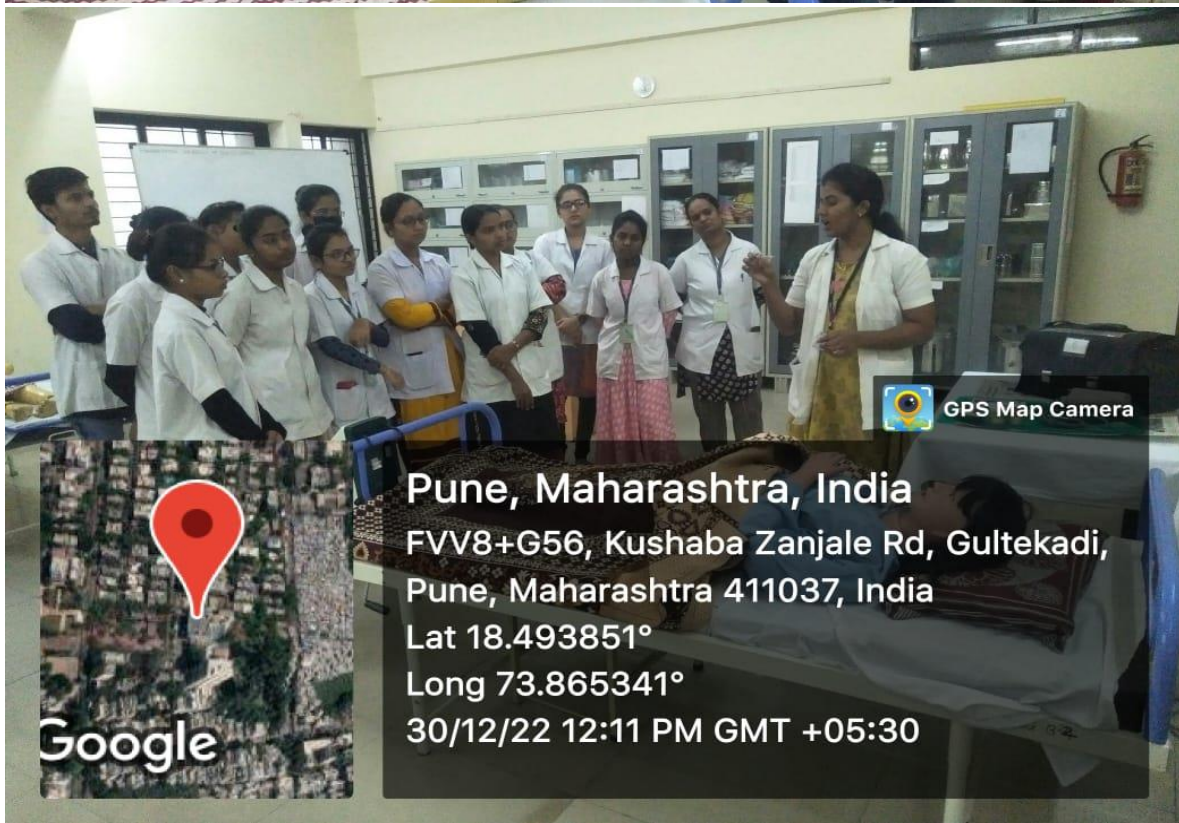 GPS Map Camera
Pune, Maharashtra, India
FVV8+G56, Kushaba Zanjale Rd, Gultekadi,
Pune, Maharashtra 411037, India
Lat 18.493851°
Long 73.865341°
30/12/22 12:11 PM GMT +05:30
Google